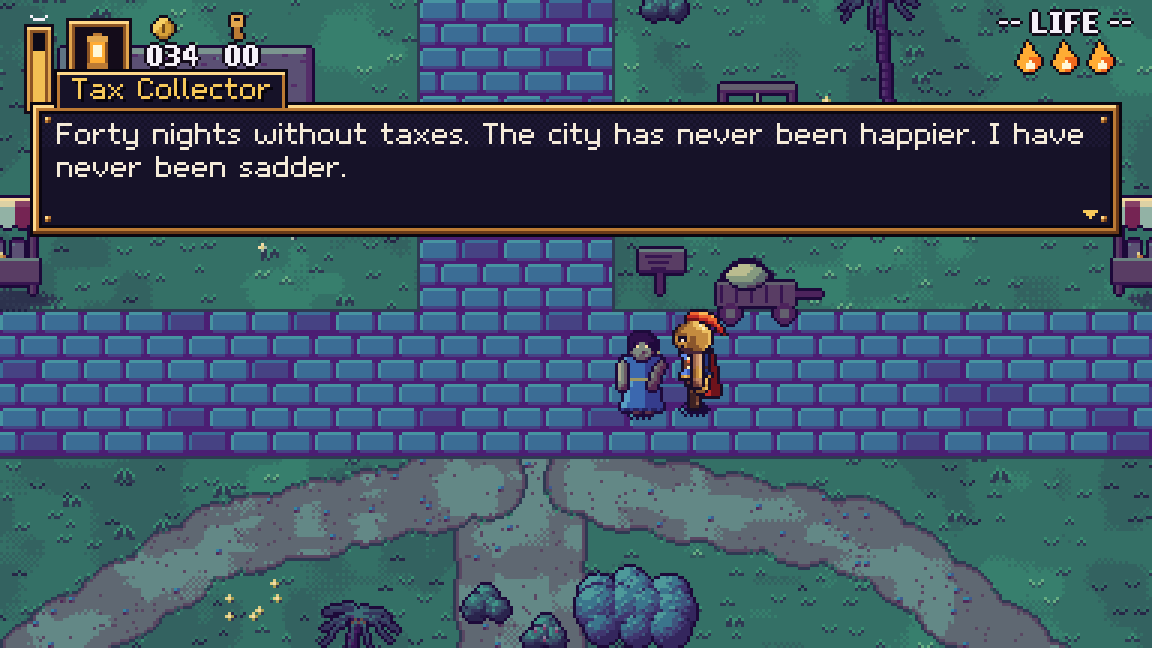 -- LIFE --
034 00
Tax Collector
Forty nights without taxes. The city has never been happier. I have
never been sadder.